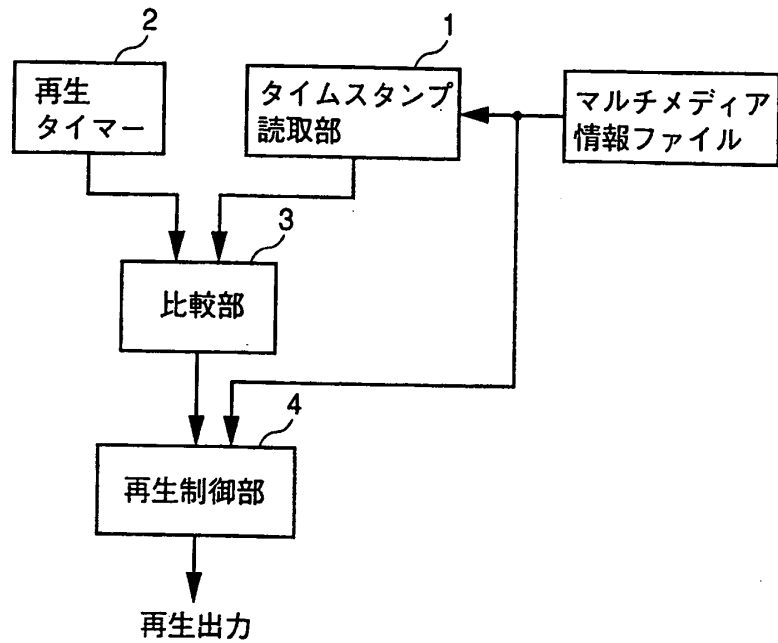 2
1
再生
タイマー
タイムスタンプ
読取部
マルチメディア
情報ファイル
3
比較部
4
再生制御部
再生出力